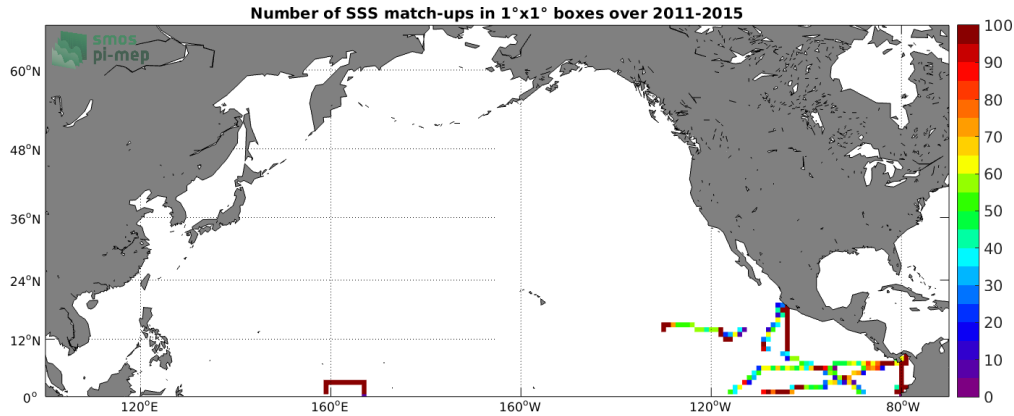 Number of SSS match-ups in 1°x1° boxes over 2011-2015
smos
pi-mep
60°N
48°N
36°N
24°N
12°N
0°
120°E
160°E
160°W
120°W
80°W
100
90
80
70
60
50
40
30
20
10
0